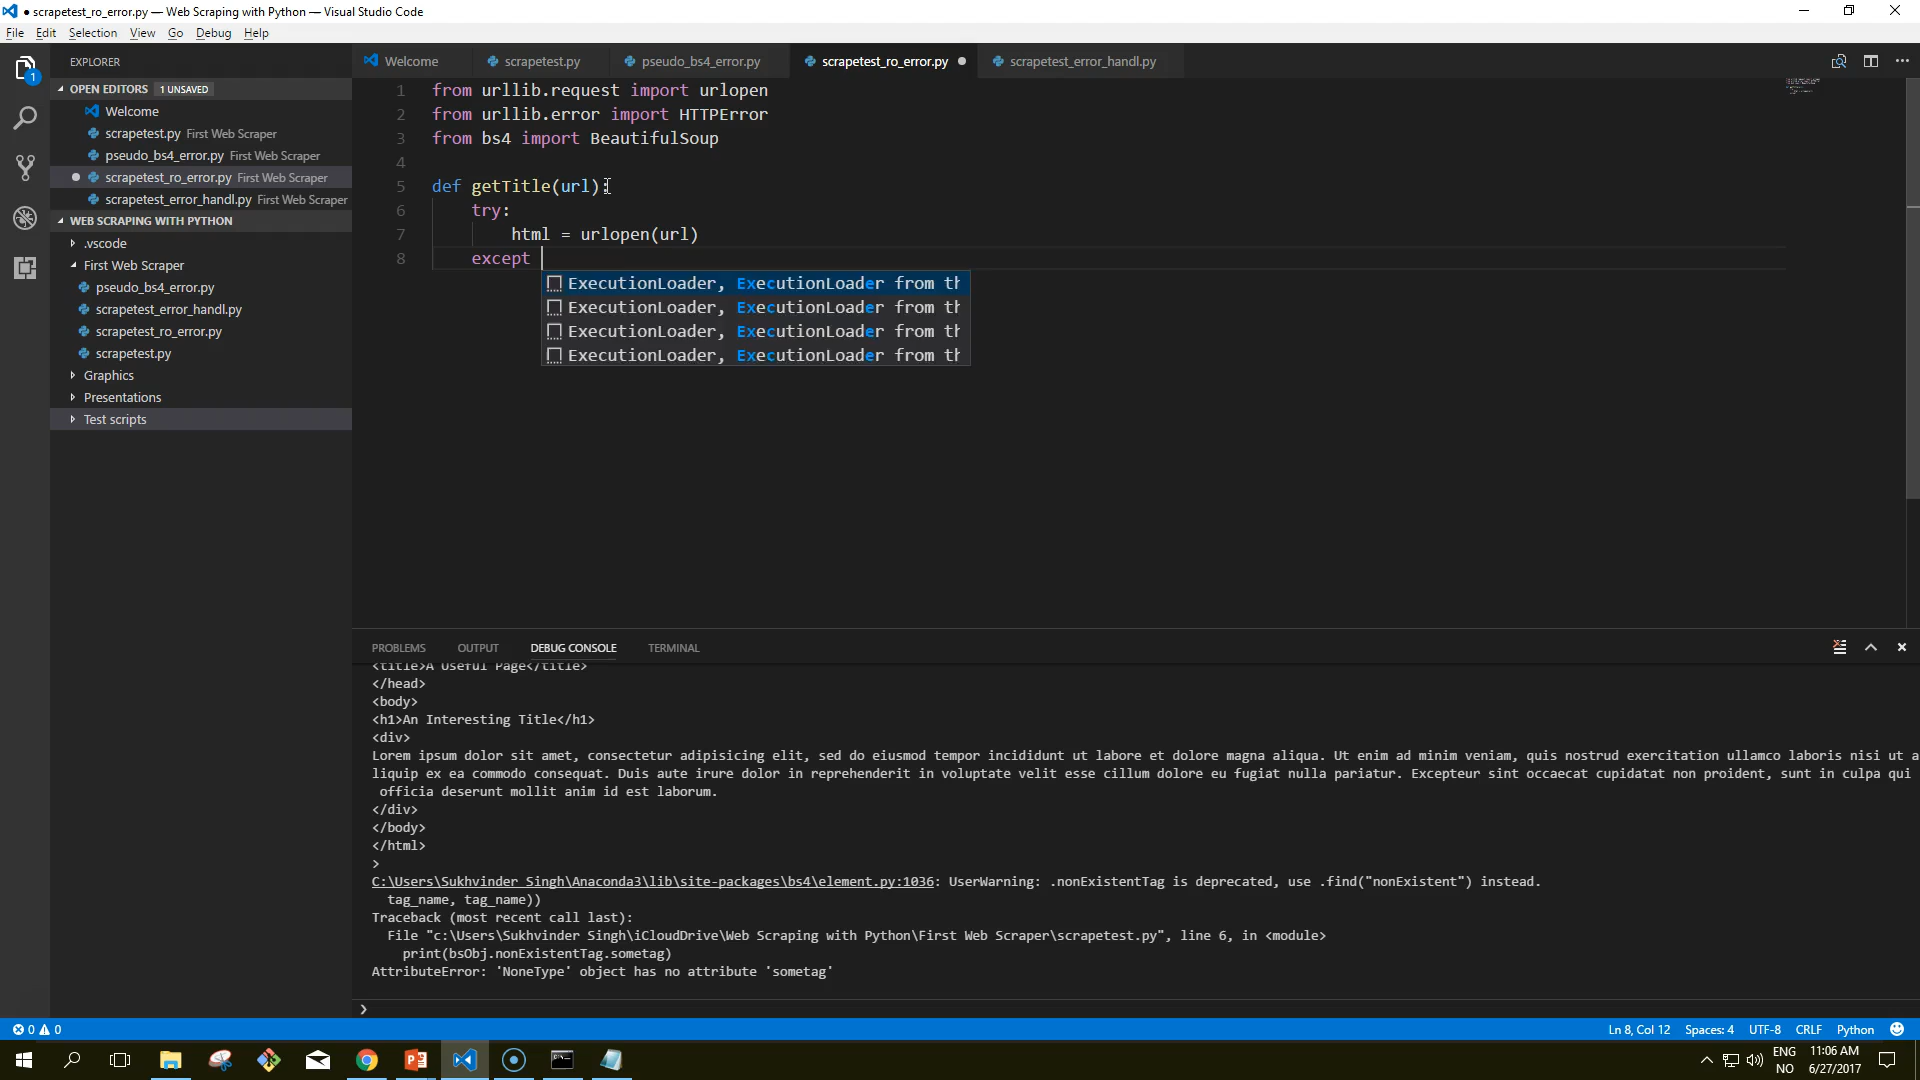 ● scrapetest_ro_error.py — Web Scraping with Python — Visual Studio Code
File Edit Selection View Go Debug Help
EXPLORER
OPEN EDITORS 1 UNSAVED
Welcome
scrapetest.py First Web Scraper
pseudo_bs4_error.py First Web Scraper
scrapetest_ro_error.py First Web Scraper
scrapetest_error_handl.py First Web Scraper
WEB SCRAPING WITH PYTHON
.vscode
First Web Scraper
pseudo_bs4_error.py
scrapetest_error_handl.py
scrapetest_ro_error.py
scrapetest.py
Graphics
Presentations
Test scripts
1
Welcome scrapetest.py pseudo_bs4_error.py scrapetest_ro_error.py scrapetest_error_handl.py
1 from urllib.request import urlopen
2 from urllib.error import HTTPError
3 from bs4 import BeautifulSoup
4
5 def getTitle(url):
6 try:
7 html = urlopen(url)
8 except
ExecutionLoader, ExecutionLoader from th
ExecutionLoader, ExecutionLoader from th
ExecutionLoader, ExecutionLoader from th
ExecutionLoader, ExecutionLoader from th
PROBLEMS OUTPUT DEBUG CONSOLE TERMINAL
<title>A Useful Page</title>
</head>
<body>
<h1>An Interesting Title</h1>
<div>
Lorem ipsum dolor sit amet, consectetur adipisicing elit, sed do eiusmod tempor incididunt ut labore et dolore magna aliqua. Ut enim ad minim veniam, quis nostrud exercitation ullamco laboris nisi ut a
liquip ex ea commodo consequat. Duis aute irure dolor in reprehenderit in voluptate velit esse cillum dolore eu fugiat nulla pariatur. Excepteur sint occaecat cupidatat non proident, sunt in culpa qui
officia deserunt mollit anim id est laborum.
</div>
</body>
</html>
>
C:\Users\Sukhvinder Singh\Anaconda3\lib\site-packages\bs4\element.py:1036: UserWarning: .nonExistentTag is deprecated, use .find("nonExistent") instead.
tag_name, tag_name))
Traceback (most recent call last):
File "c:\Users\Sukhvinder Singh\iCloudDrive\Web Scraping with Python\First Web Scraper\scrapetest.py", line 6, in <module>
print(bsObj.nonExistentTag.sometag)
AttributeError: 'NoneType' object has no attribute 'sometag'
0 0 Ln 8, Col 12 Spaces: 4 UTF-8 CRLF Python
ENG 11:06 AM
NO 6/27/2017